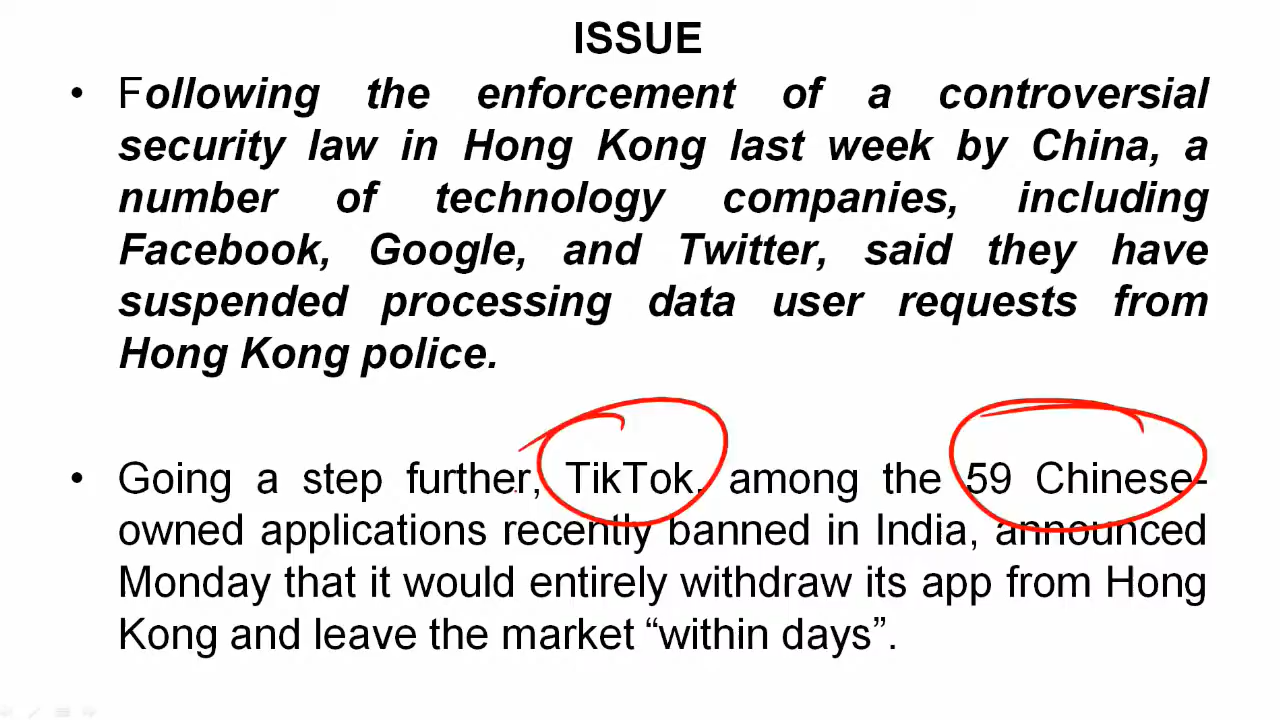 ISSUE
• Following the enforcement of a controversial
security law in Hong Kong last week by China, a
number of technology companies, including
Facebook, Google, and Twitter, said they have
suspended processing data user requests from
Hong Kong police.
• Going a step further, TikTok, among the 59 Chinese-
owned applications recently banned in India, announced
Monday that it would entirely withdraw its app from Hong
Kong and leave the market “within days”.